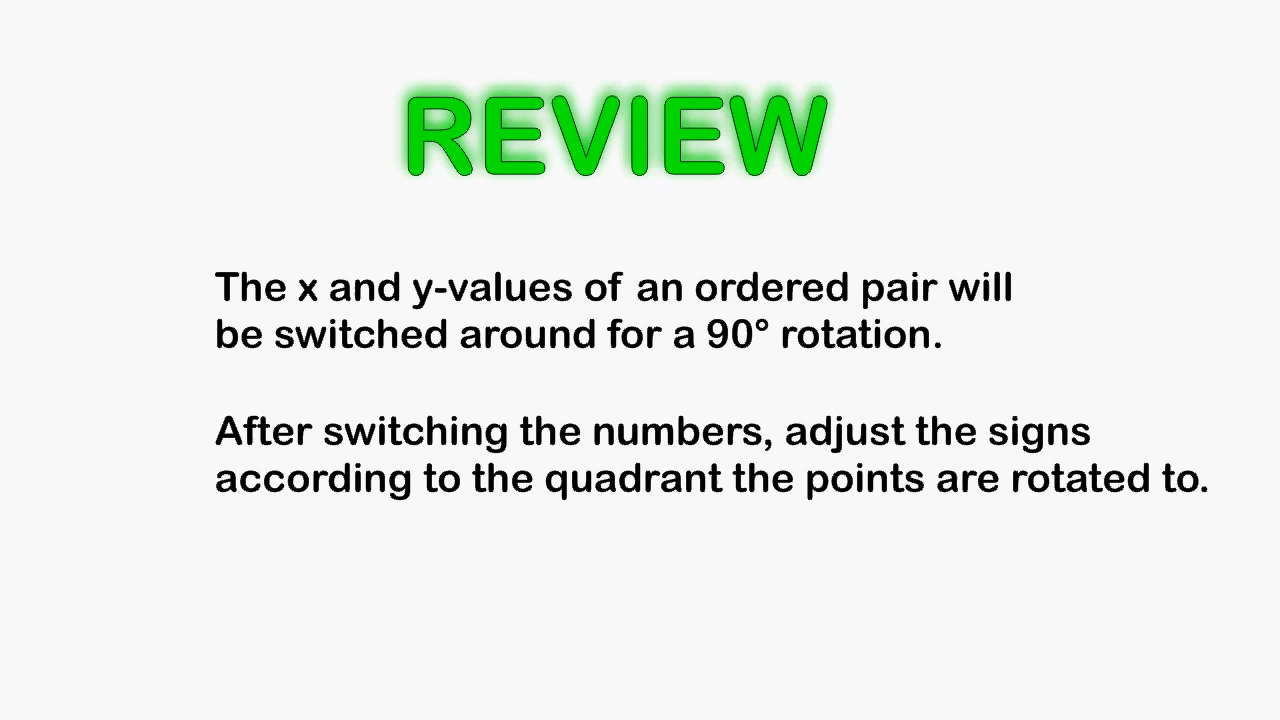 REVIEW
The x and y-values of an ordered pair will
be switched around for a 90° rotation.
After switching the numbers, adjust the signs
according to the quadrant the points are rotated to.